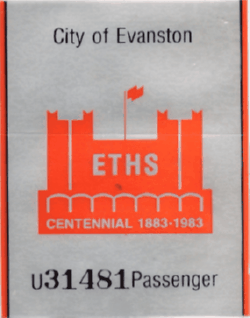 City of Evanston
ETHS
CENTENNIAL 1883-1983
U31481 Passenger